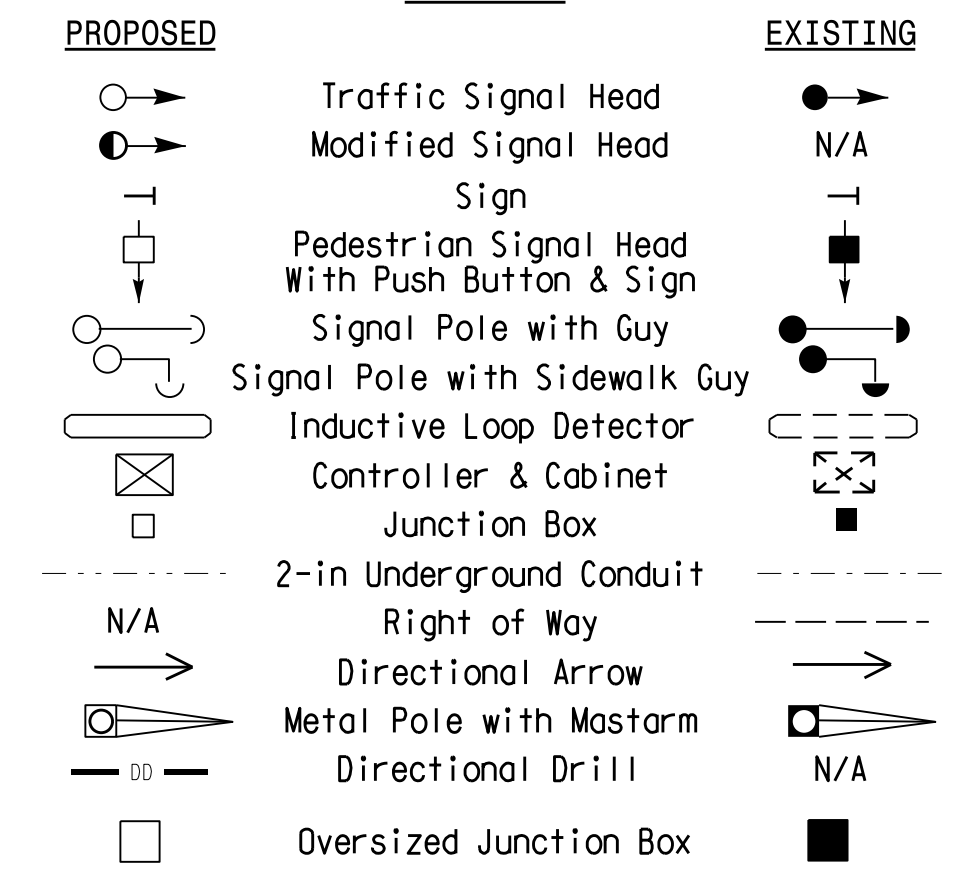 PROPOSED EXISTING
Traffic Signal Head
Modified Signal Head N/A
Sign
Pedestrian Signal Head
With Push Button & Sign
Signal Pole with Guy
Signal Pole with Sidewalk Guy
Inductive Loop Detector
Controller & Cabinet
Junction Box
2-in Underground Conduit
N/A Right of Way
Directional Arrow
Metal Pole with Mastarm
DD Directional Drill N/A
Oversized Junction Box